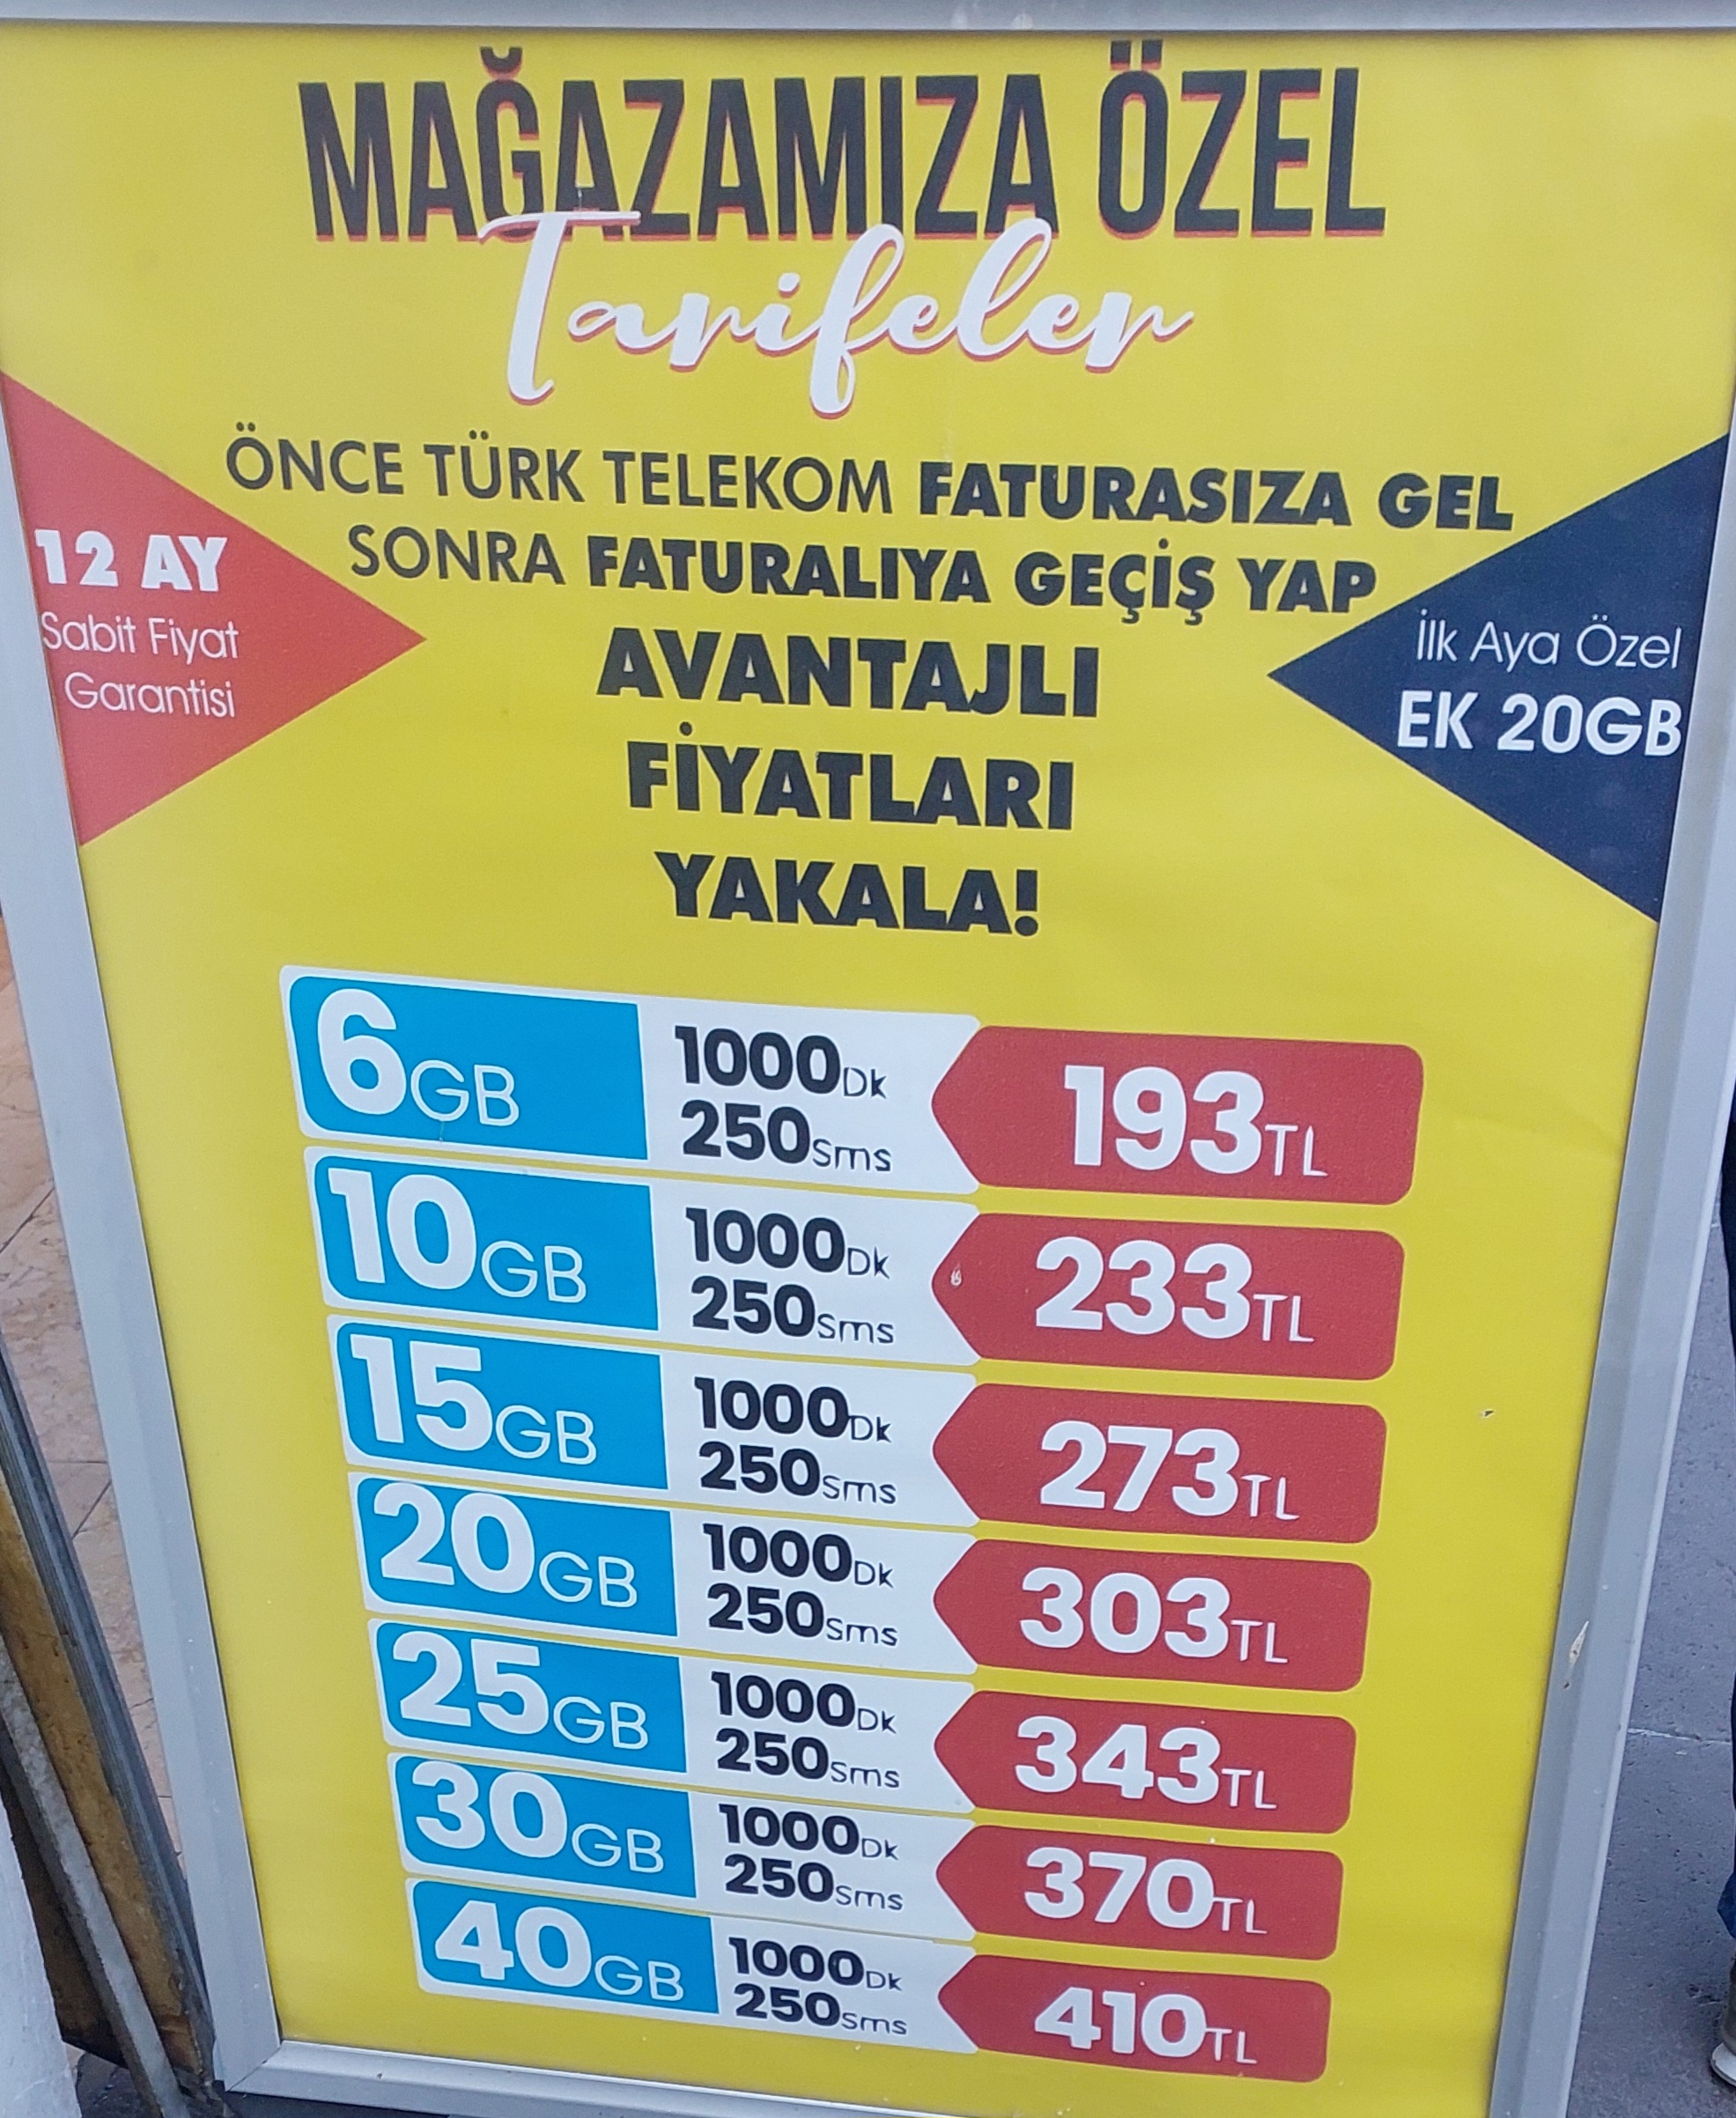 MAĞAZAMIZA ÖZEL
Tarifeler
ÖNCE TÜRK TELEKOM FATURASIZA GEL
SONRA FATURALIYA GEÇİŞ YAP
AVANTAJLI
FİYATLARI
YAKALA!
12 AY
Sabit Fiyat
Garantisi
İlk Aya Özel
EK 20GB
6GB
1000Dk
250Sms
193TL
10GB
1000Dk
250Sms
233TL
15GB
1000Dk
250Sms
273TL
20GB
1000Dk
250Sms
303TL
25GB
1000Dk
250Sms
343TL
30GB
1000Dk
250Sms
370TL
40GB
1000Dk
250Sms
410TL